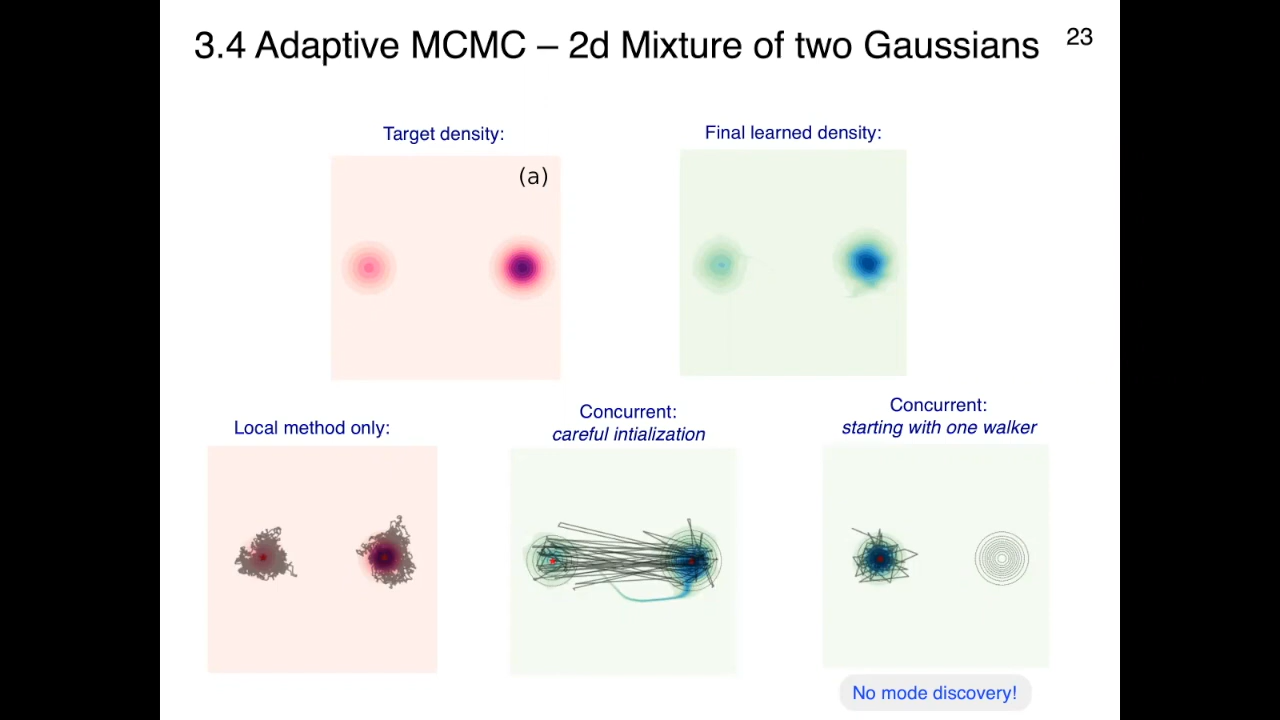 3.4 Adaptive MCMC – 2d Mixture of two Gaussians
23
Target density:
Final learned density:
(a)
Local method only:
Concurrent:
careful intialization
Concurrent:
starting with one walker
No mode discovery!